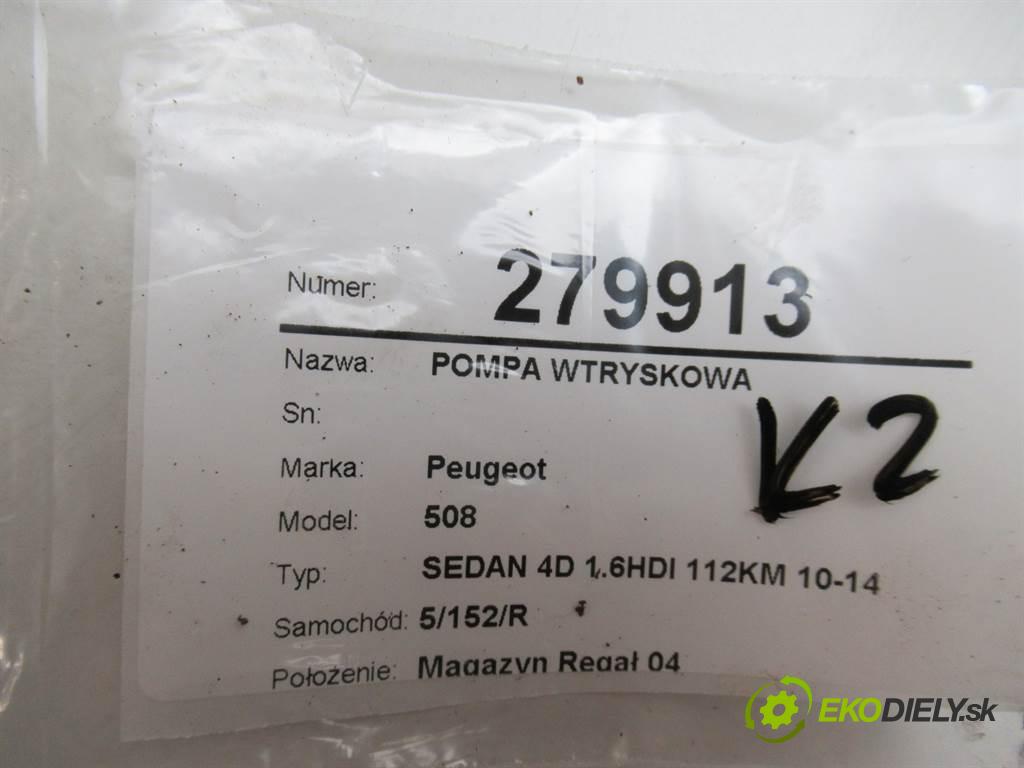 Numer: 279913
Nazwa: POMPA WTRYSKOWA
Sn:
K2
Marka: Peugeot
Model: 508
Typ: SEDAN 4D 1.6HDI 112KM 10-14
Samochód: 5/152/R
Położenie: Magazyn Regał 04
EKODIELY.sk